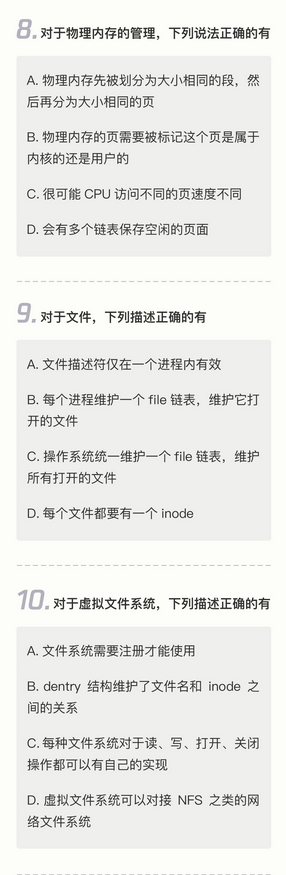 8.对于物理内存的管理，下列说法正确的有
A. 物理内存先被划分为大小相同的段，然
后再分为大小相同的页
B. 物理内存的页需要被标记这个页是属于
内核的还是用户的
C. 很可能 CPU 访问不同的页速度不同
D. 会有多个链表保存空闲的页面
9.对于文件，下列描述正确的有
A. 文件描述符仅在一个进程内有效
B. 每个进程维护一个 file 链表，维护它打
开的文件
C. 操作系统统一维护一个 file 链表，维护
所有打开的文件
D. 每个文件都要有一个 inode
10.对于虚拟文件系统，下列描述正确的有
A. 文件系统需要注册才能使用
B. dentry 结构维护了文件名和 inode 之
间的关系
C. 每种文件系统对于读、写、打开、关闭
操作都可以有自己的实现
D. 虚拟文件系统可以对接 NFS 之类的网
络文件系统